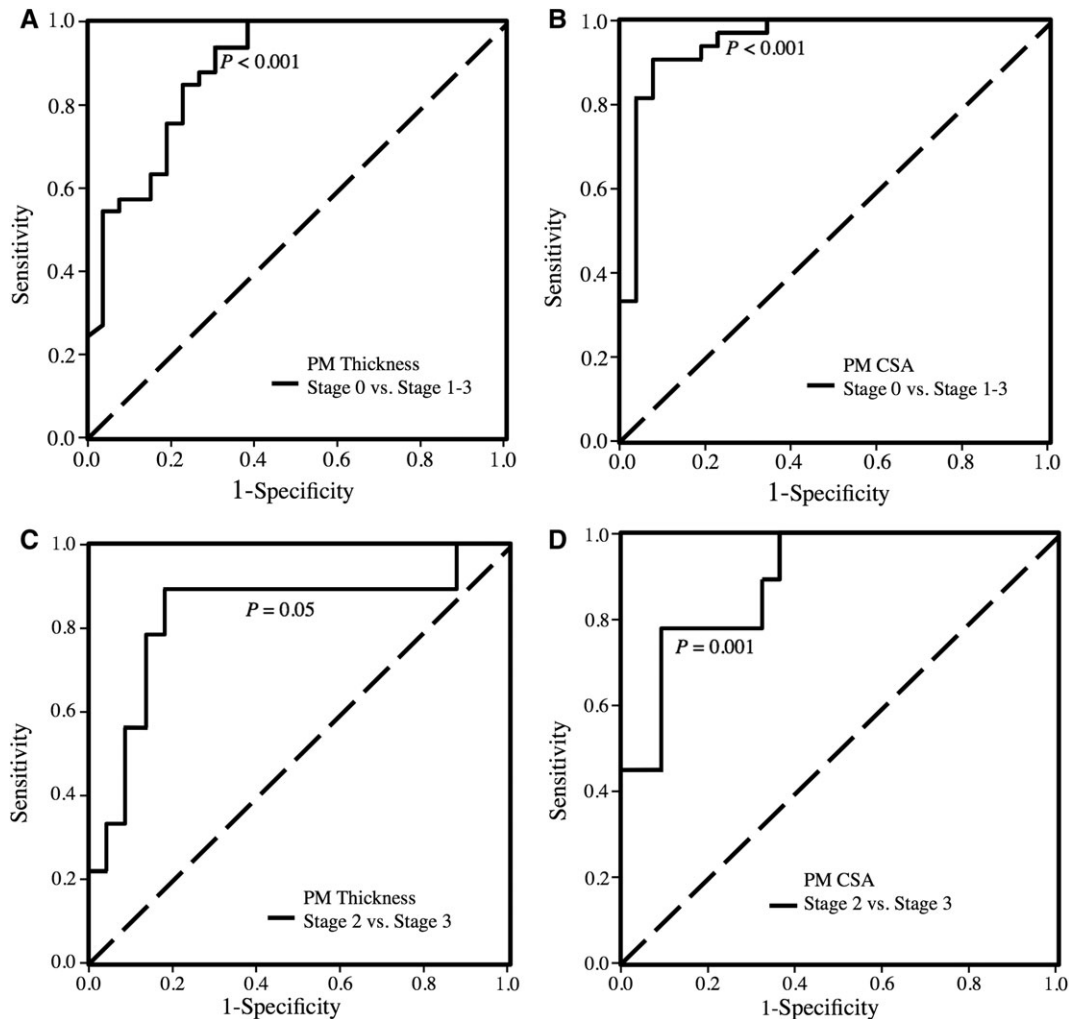 A
1.0
0.8
0.6
0.4
0.2
0.0
Sensitivity
P < 0.001
PM Thickness
Stage 0 vs. Stage 1-3
0.0 0.2 0.4 0.6 0.8 1.0
1-Specificity
B
1.0
0.8
0.6
0.4
0.2
0.0
Sensitivity
P < 0.001
PM CSA
Stage 0 vs. Stage 1-3
0.0 0.2 0.4 0.6 0.8 1.0
1-Specificity
C
1.0
0.8
0.6
0.4
0.2
0.0
Sensitivity
P = 0.05
PM Thickness
Stage 2 vs. Stage 3
0.0 0.2 0.4 0.6 0.8 1.0
1-Specificity
D
1.0
0.8
0.6
0.4
0.2
0.0
Sensitivity
P = 0.001
PM CSA
Stage 2 vs. Stage 3
0.0 0.2 0.4 0.6 0.8 1.0
1-Specificity